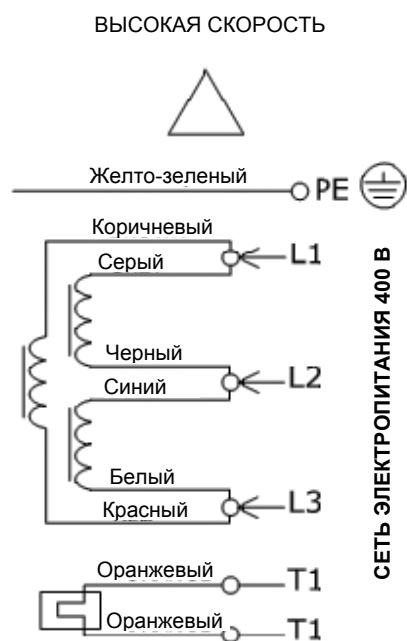 ВЫСОКАЯ СКОРОСТЬ
Желто-зеленый
PE
Коричневый
L1
Серый
Черный
L2
Синий
Белый
L3
Красный
СЕТЬ ЭЛЕКТРОПИТАНИЯ 400 В
Оранжевый
T1
Оранжевый
T1